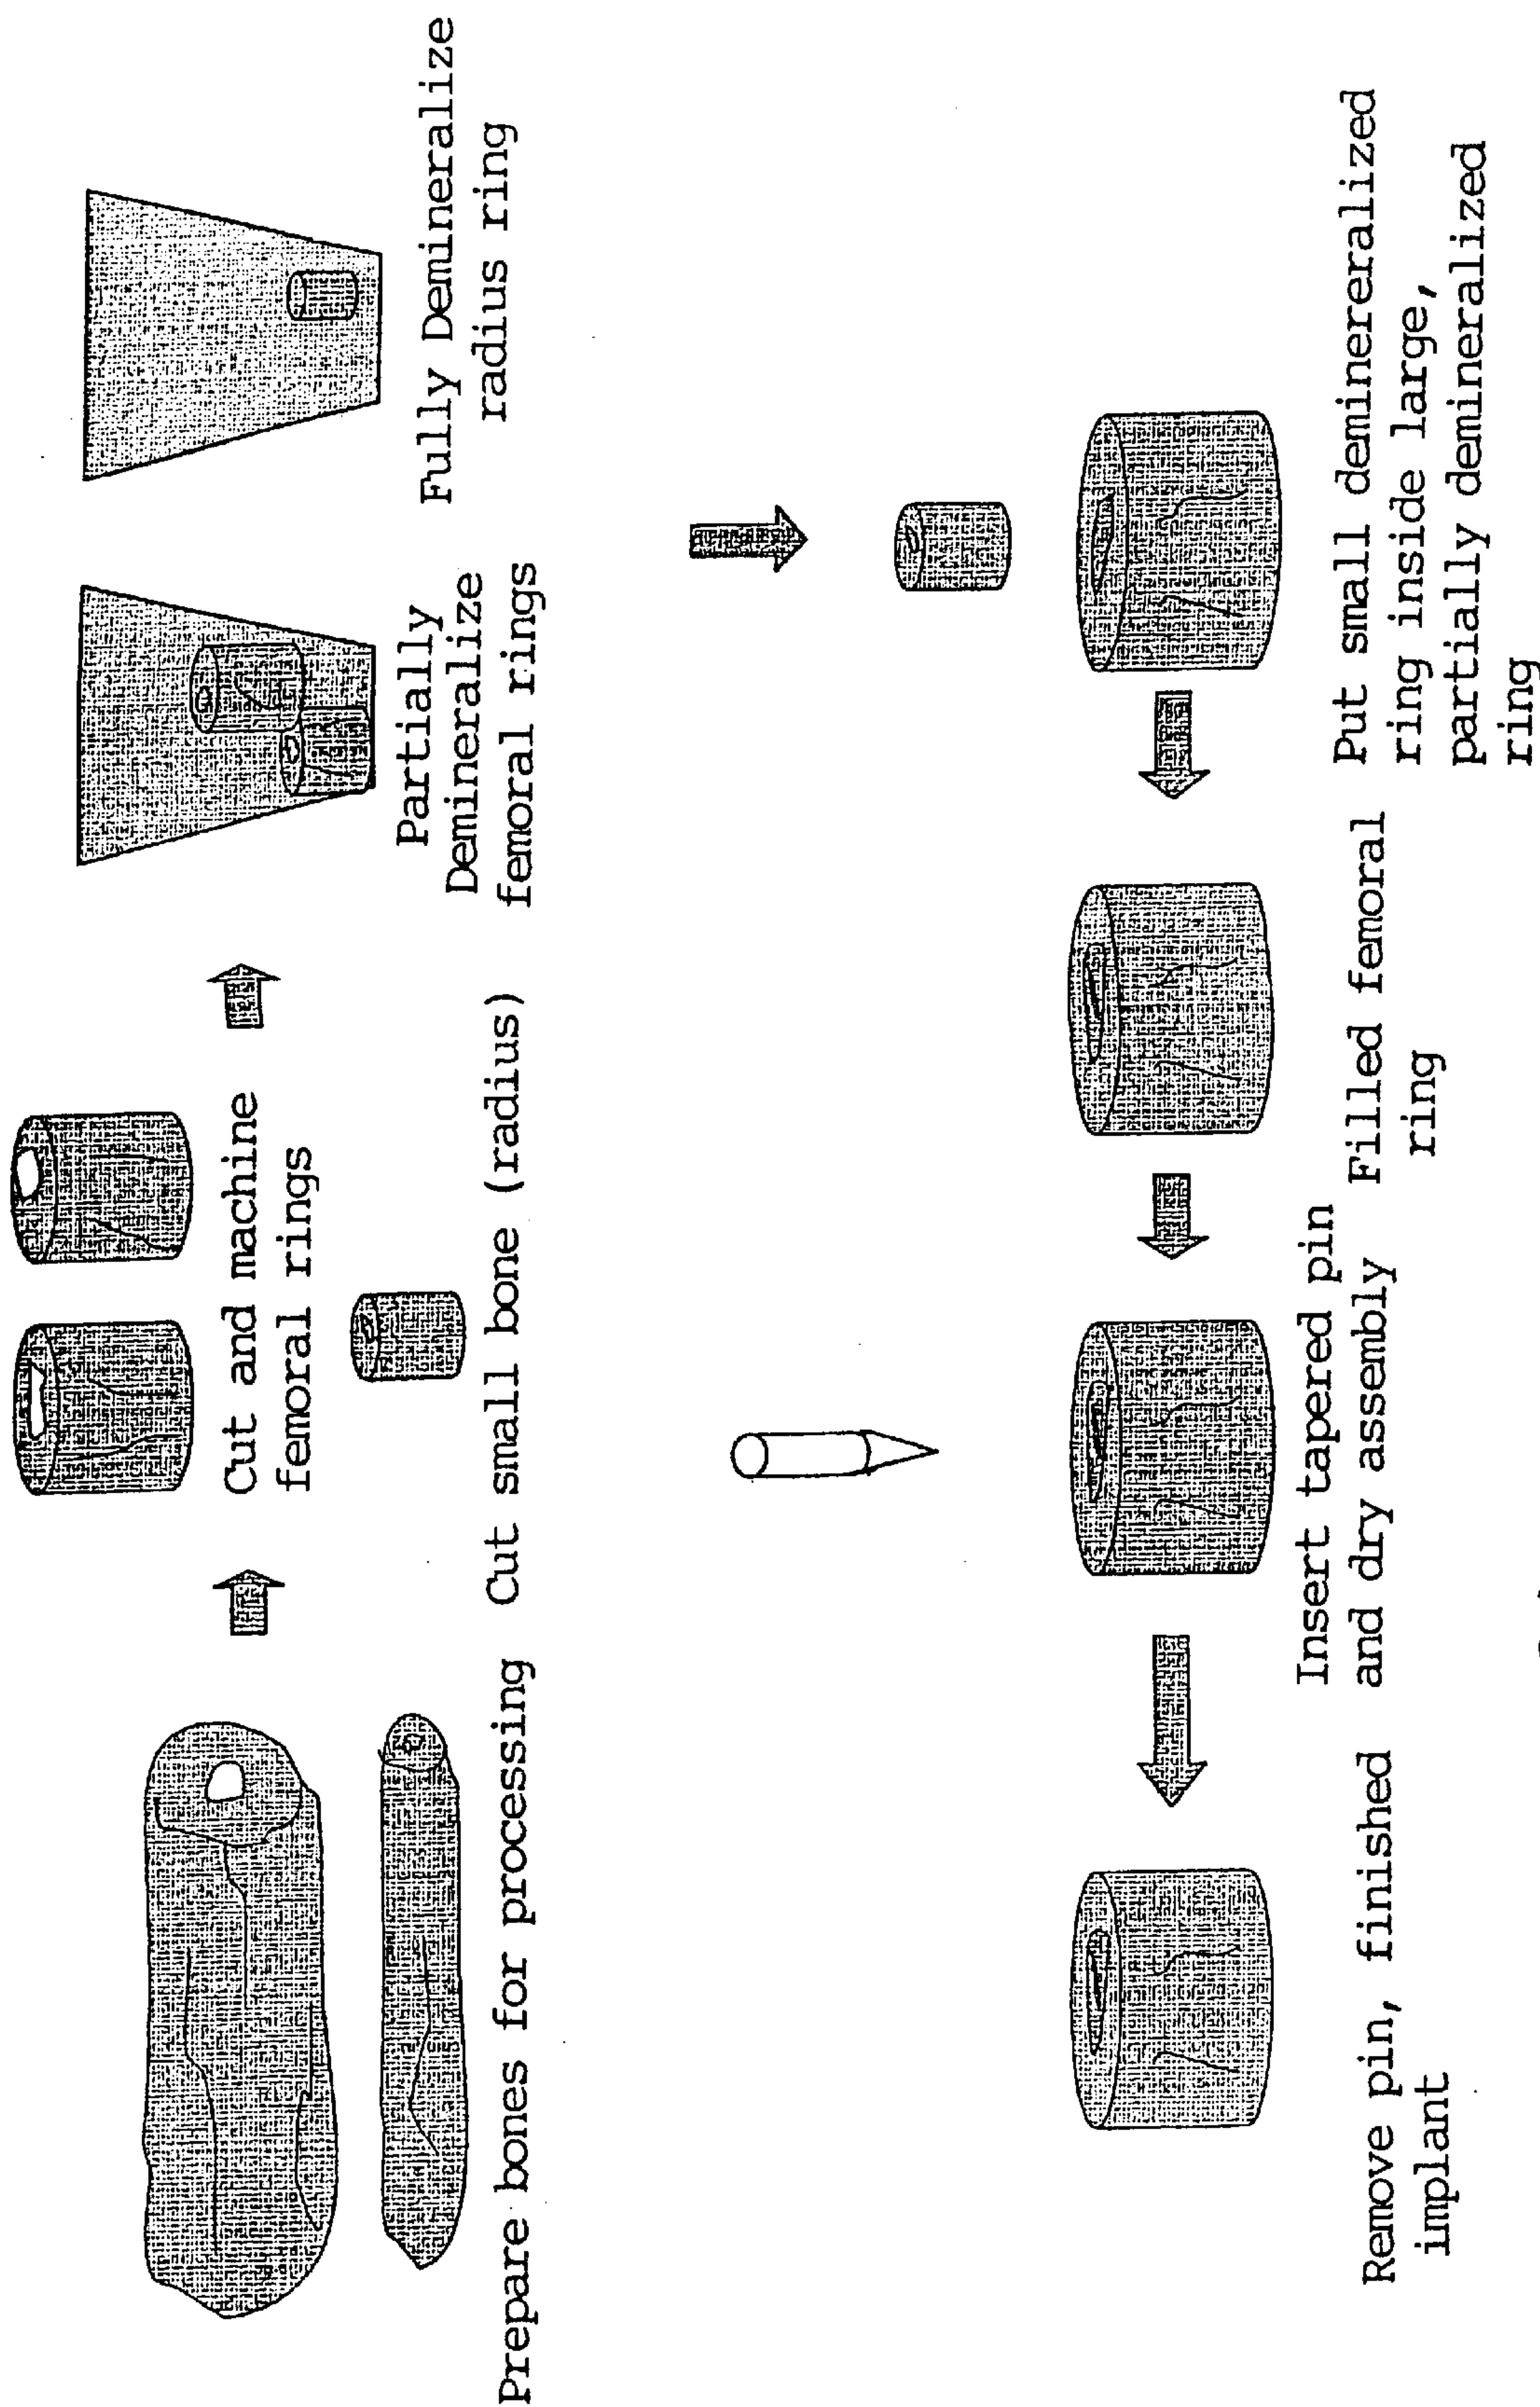 Prepare bones for processing
Cut and machine
femoral rings
Cut small bone (radius)
Partially
Demineralize
femoral rings
Fully Demineralize
radius ring
Put small deminereralized
ring inside large,
partially demineralized
ring
Filled femoral
ring
Insert tapered pin
and dry assembly
Remove pin, finished
implant